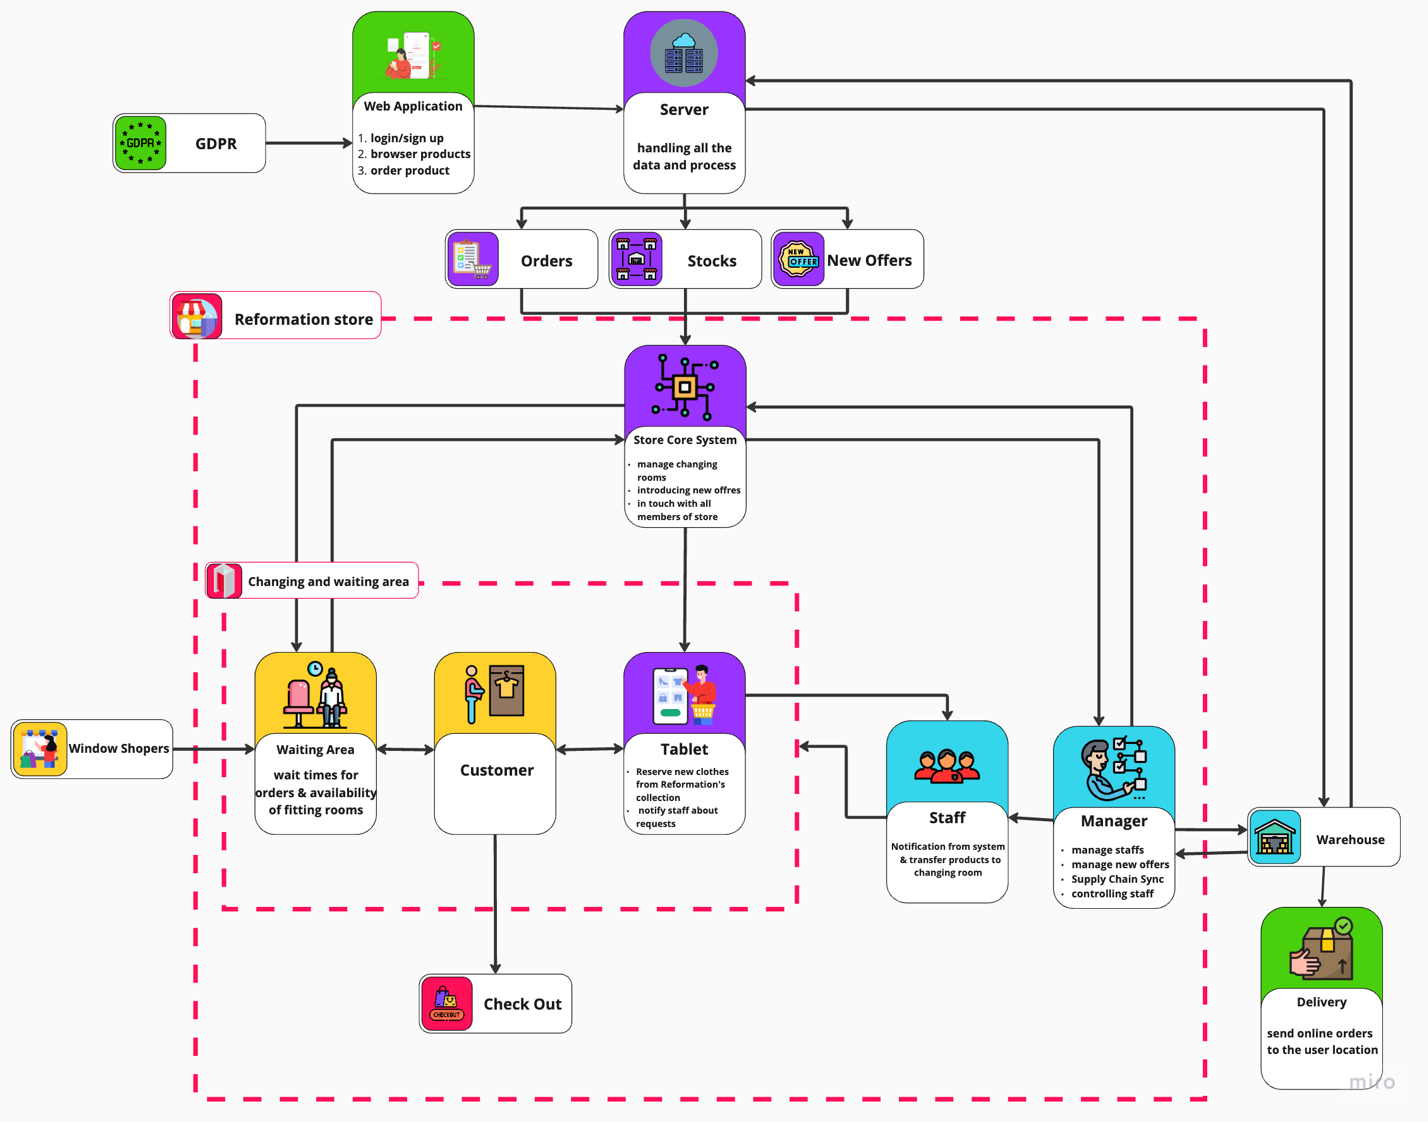 Web Application
1. login/sign up
2. browser products
3. order product
Server
handling all the
data and process
GDPR
GDPR
Orders
Stocks
NEW
OFFER
New Offers
Reformation store
Store Core System
• manage changing
rooms
• introducing new offres
• in touch with all
members of store
Changing and waiting area
Window Shopers
Waiting Area
wait times for
orders & availability
of fitting rooms
Customer
Tablet
• Reserve new clothes
from Reformation's
collection
• notify staff about
requests
Staff
Notification from system
& transfer products to
changing room
Manager
• manage staffs
• manage new offers
• Supply Chain Sync
• controlling staff
Warehouse
CHECKOUT
Check Out
Delivery
send online orders
to the user location
miro